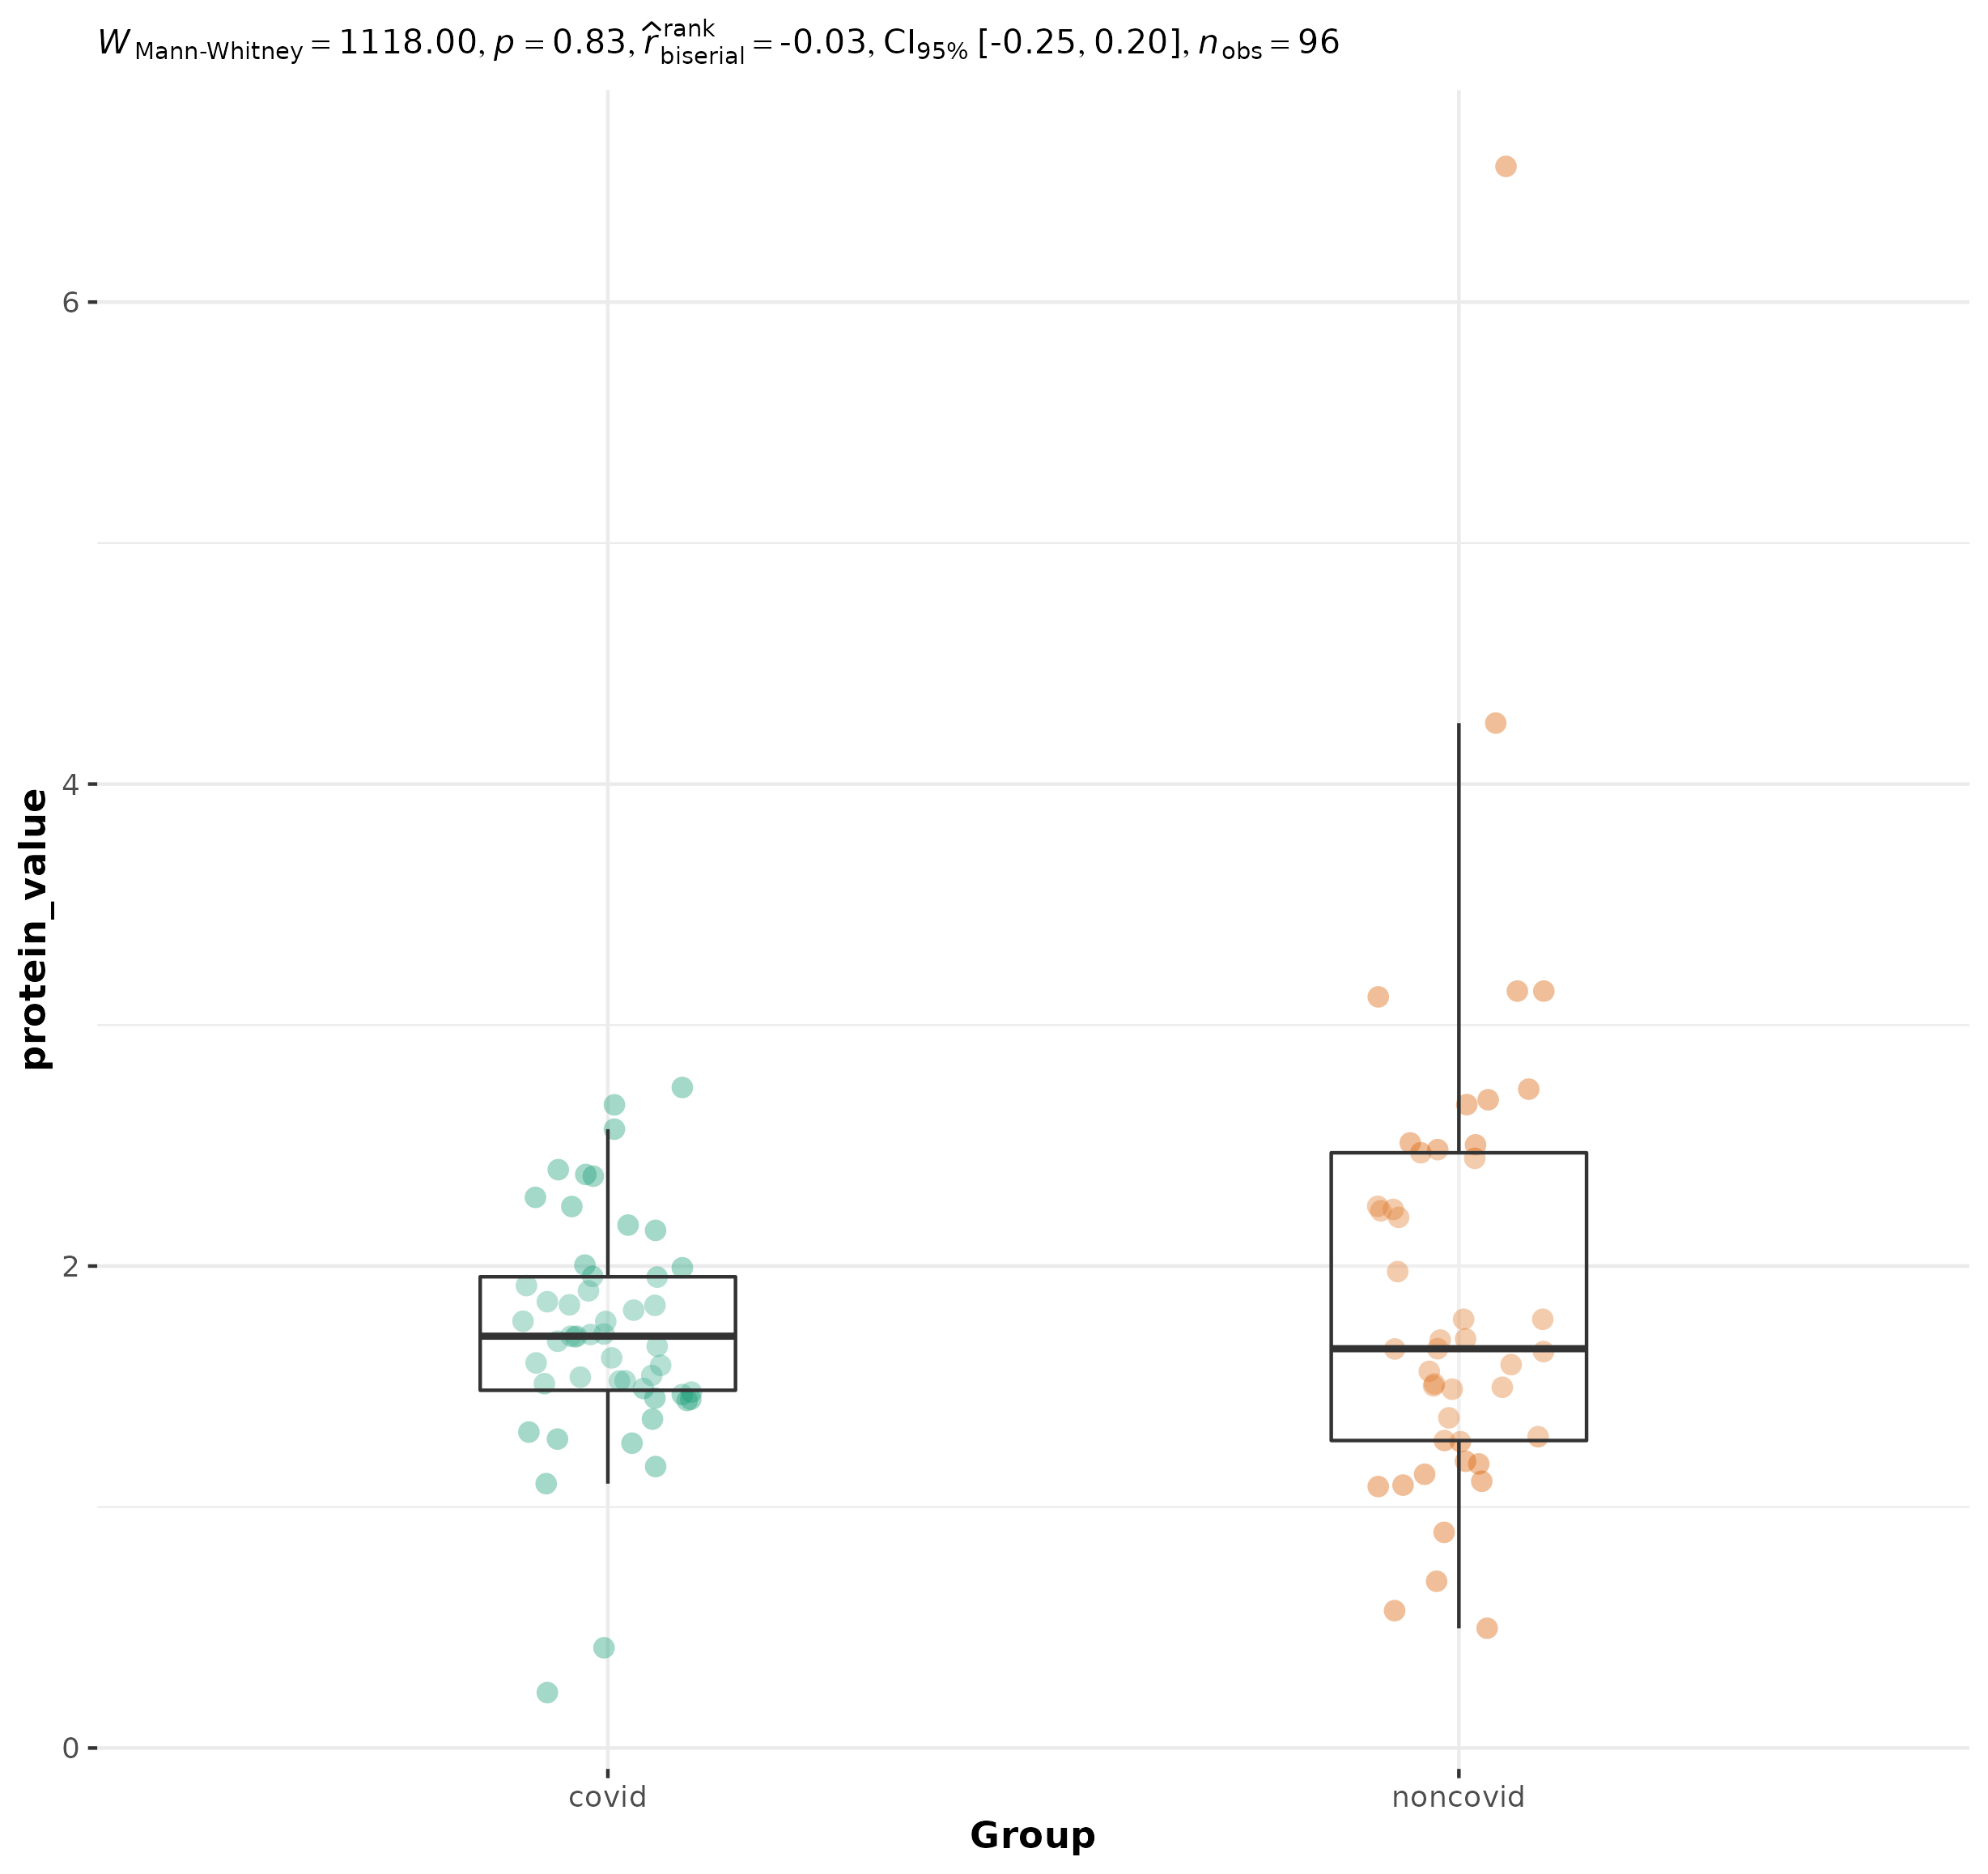 W Mann-Whitney = 1118.00, p = 0.83, r̂ rank biserial = -0.03, CI95% [-0.25, 0.20], nobs = 96
6
4
2
0
protein_value
covid noncovid
Group